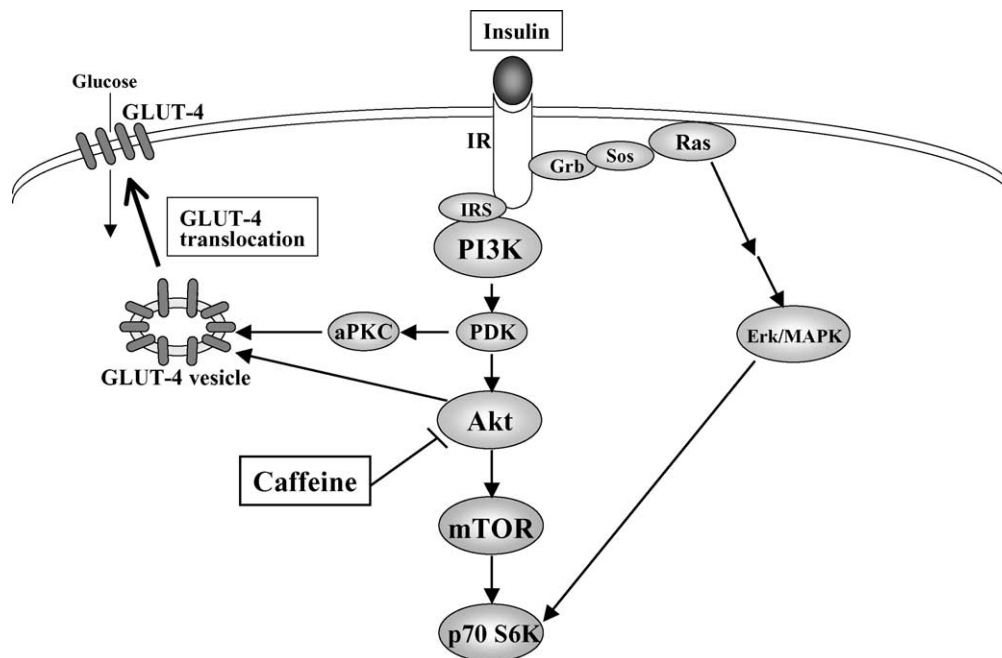 Insulin
Glucose
GLUT-4
IR
Grb
Sos
Ras
IRS
GLUT-4
translocation
PI3K
aPKC
PDK
Erk/MAPK
GLUT-4 vesicle
Akt
Caffeine
mTOR
p70 S6K